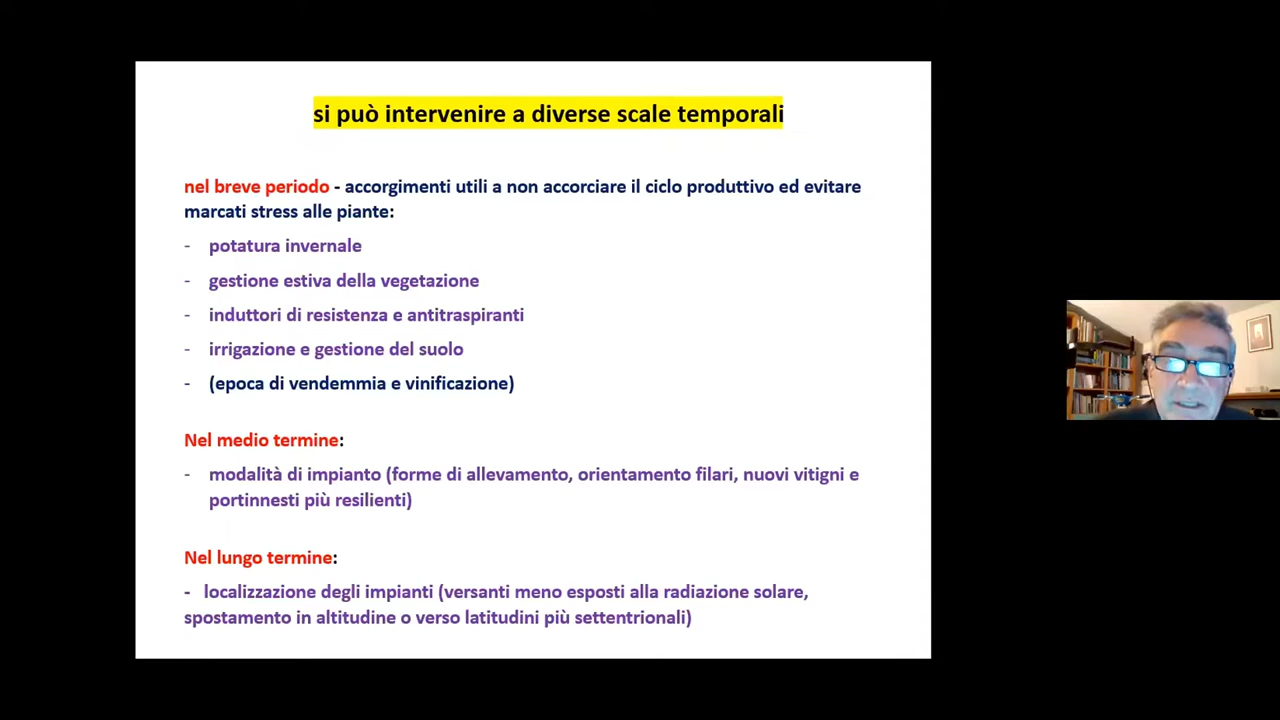 si può intervenire a diverse scale temporali
nel breve periodo - accorgimenti utili a non accorciare il ciclo produttivo ed evitare
marcati stress alle piante:
- potatura invernale
- gestione estiva della vegetazione
- induttori di resistenza e antitraspiranti
- irrigazione e gestione del suolo
- (epoca di vendemmia e vinificazione)
Nel medio termine:
- modalità di impianto (forme di allevamento, orientamento filari, nuovi vitigni e
portinnesti più resilienti)
Nel lungo termine:
- localizzazione degli impianti (versanti meno esposti alla radiazione solare,
spostamento in altitudine o verso latitudini più settentrionali)